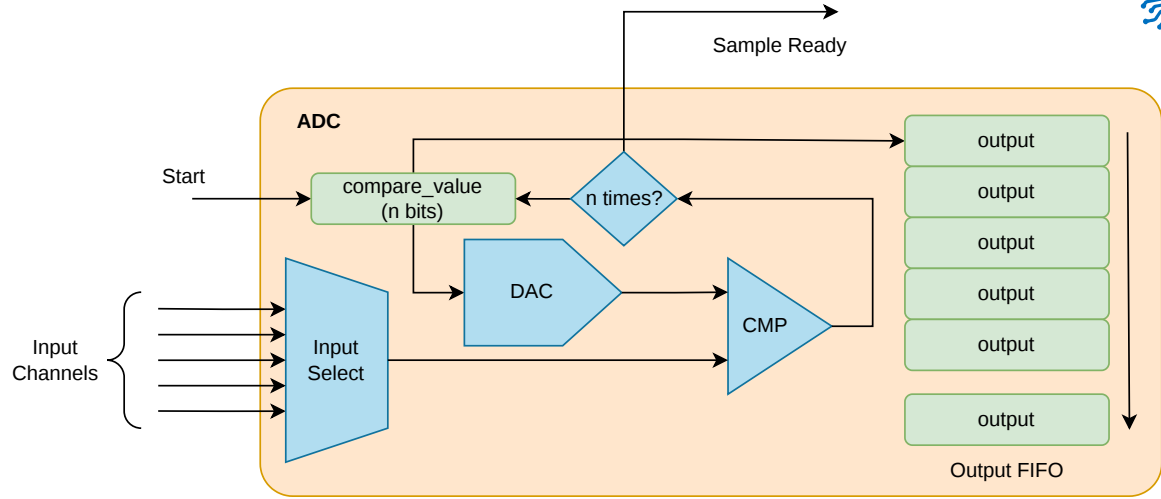 Sample Ready
ADC
output
Start
compare_value
(n bits)
n times?
output
output
DAC
output
CMP
Input
Channels
Input
Select
output
output
Output FIFO